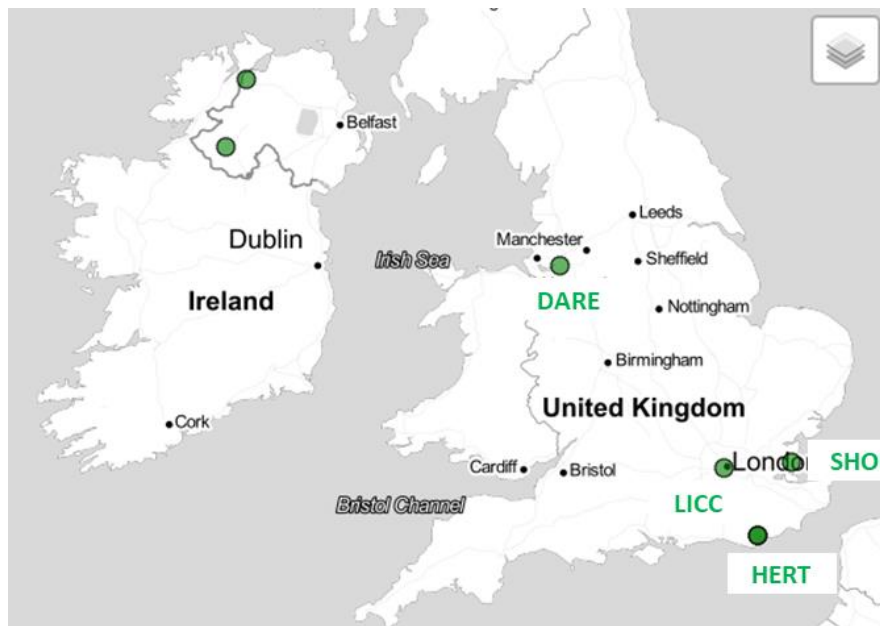 Belfast
Leeds
Dublin
Manchester
Irish Sea
Sheffield
DARE
Ireland
Nottingham
Birmingham
United Kingdom
Cork
London
SHO
Cardiff
Bristol
LICC
Bristol Channel
HERT